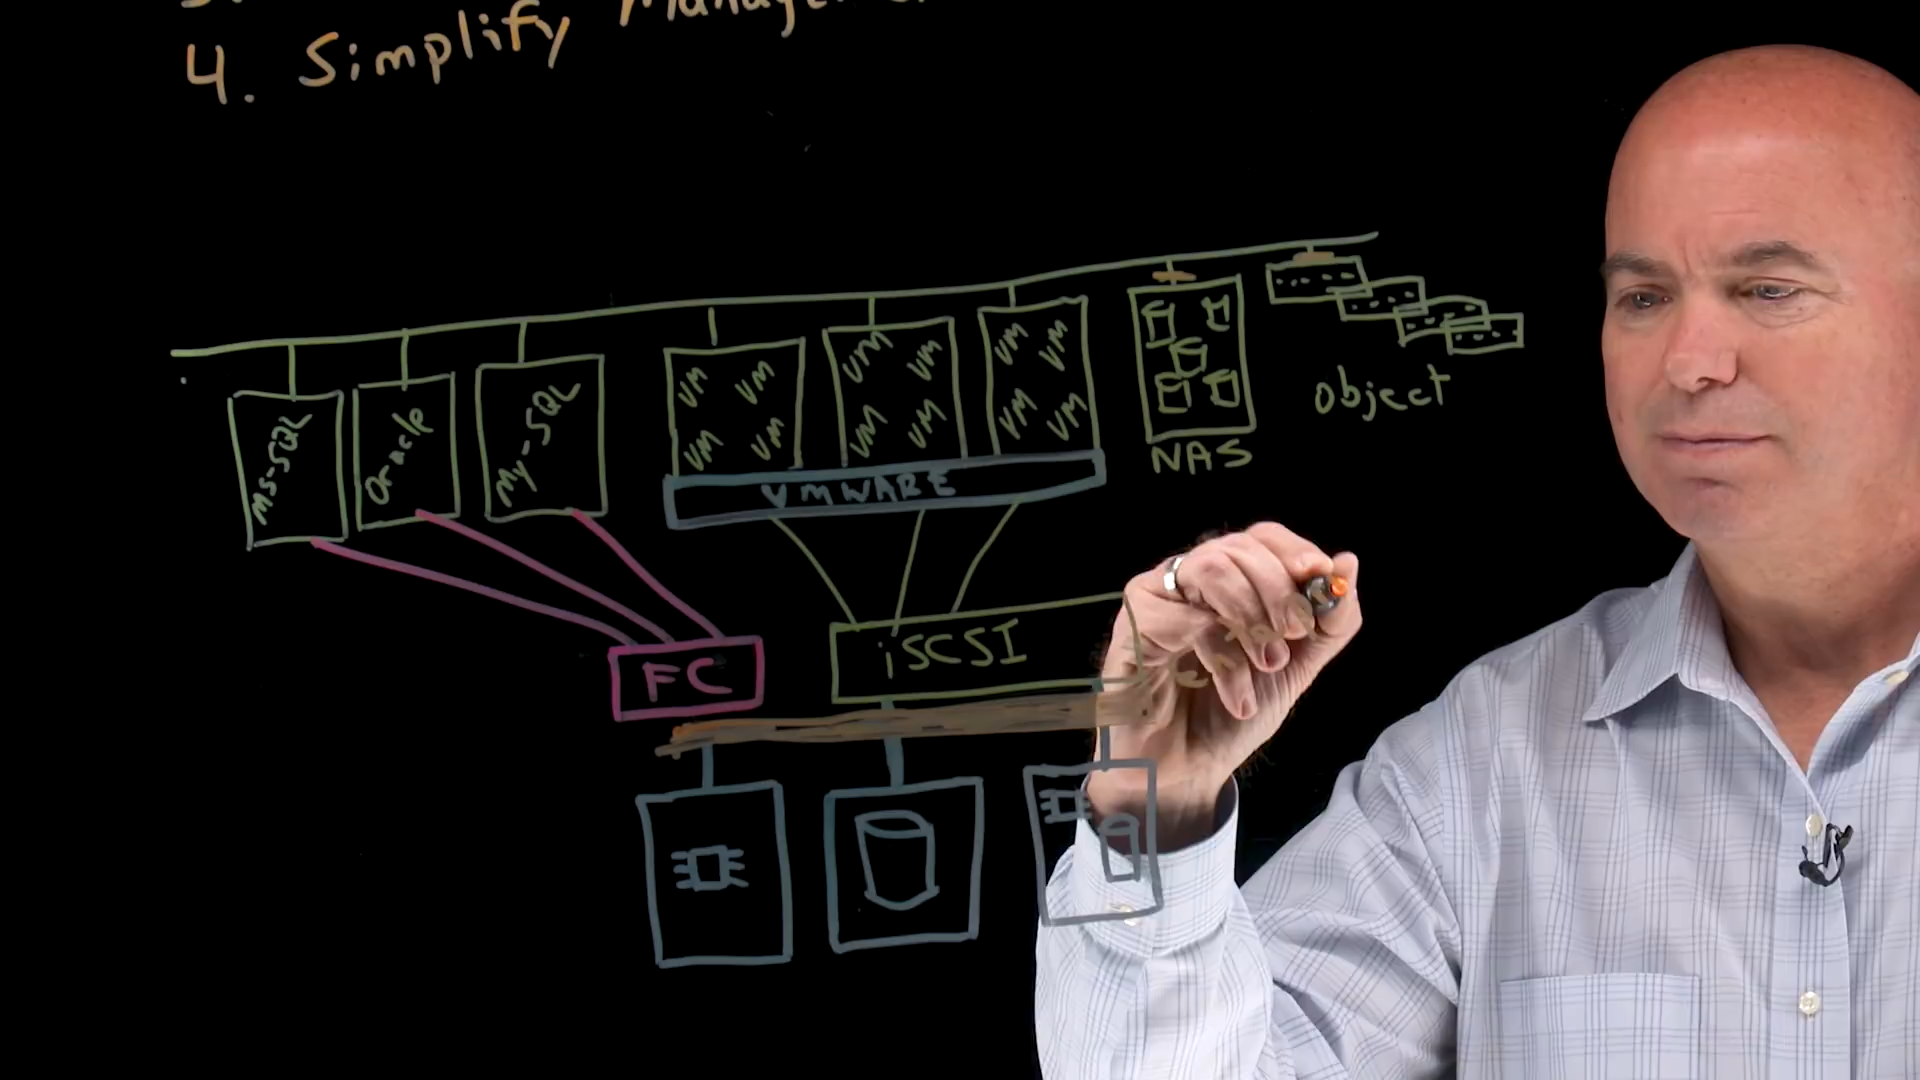 4. Simplify
MS-SQL
Oracle
My-SQL
VM VM
VM VM
VM VM
VM VM
VM VM
VM VM
VMWARE
NAS
object
FC
iSCSI